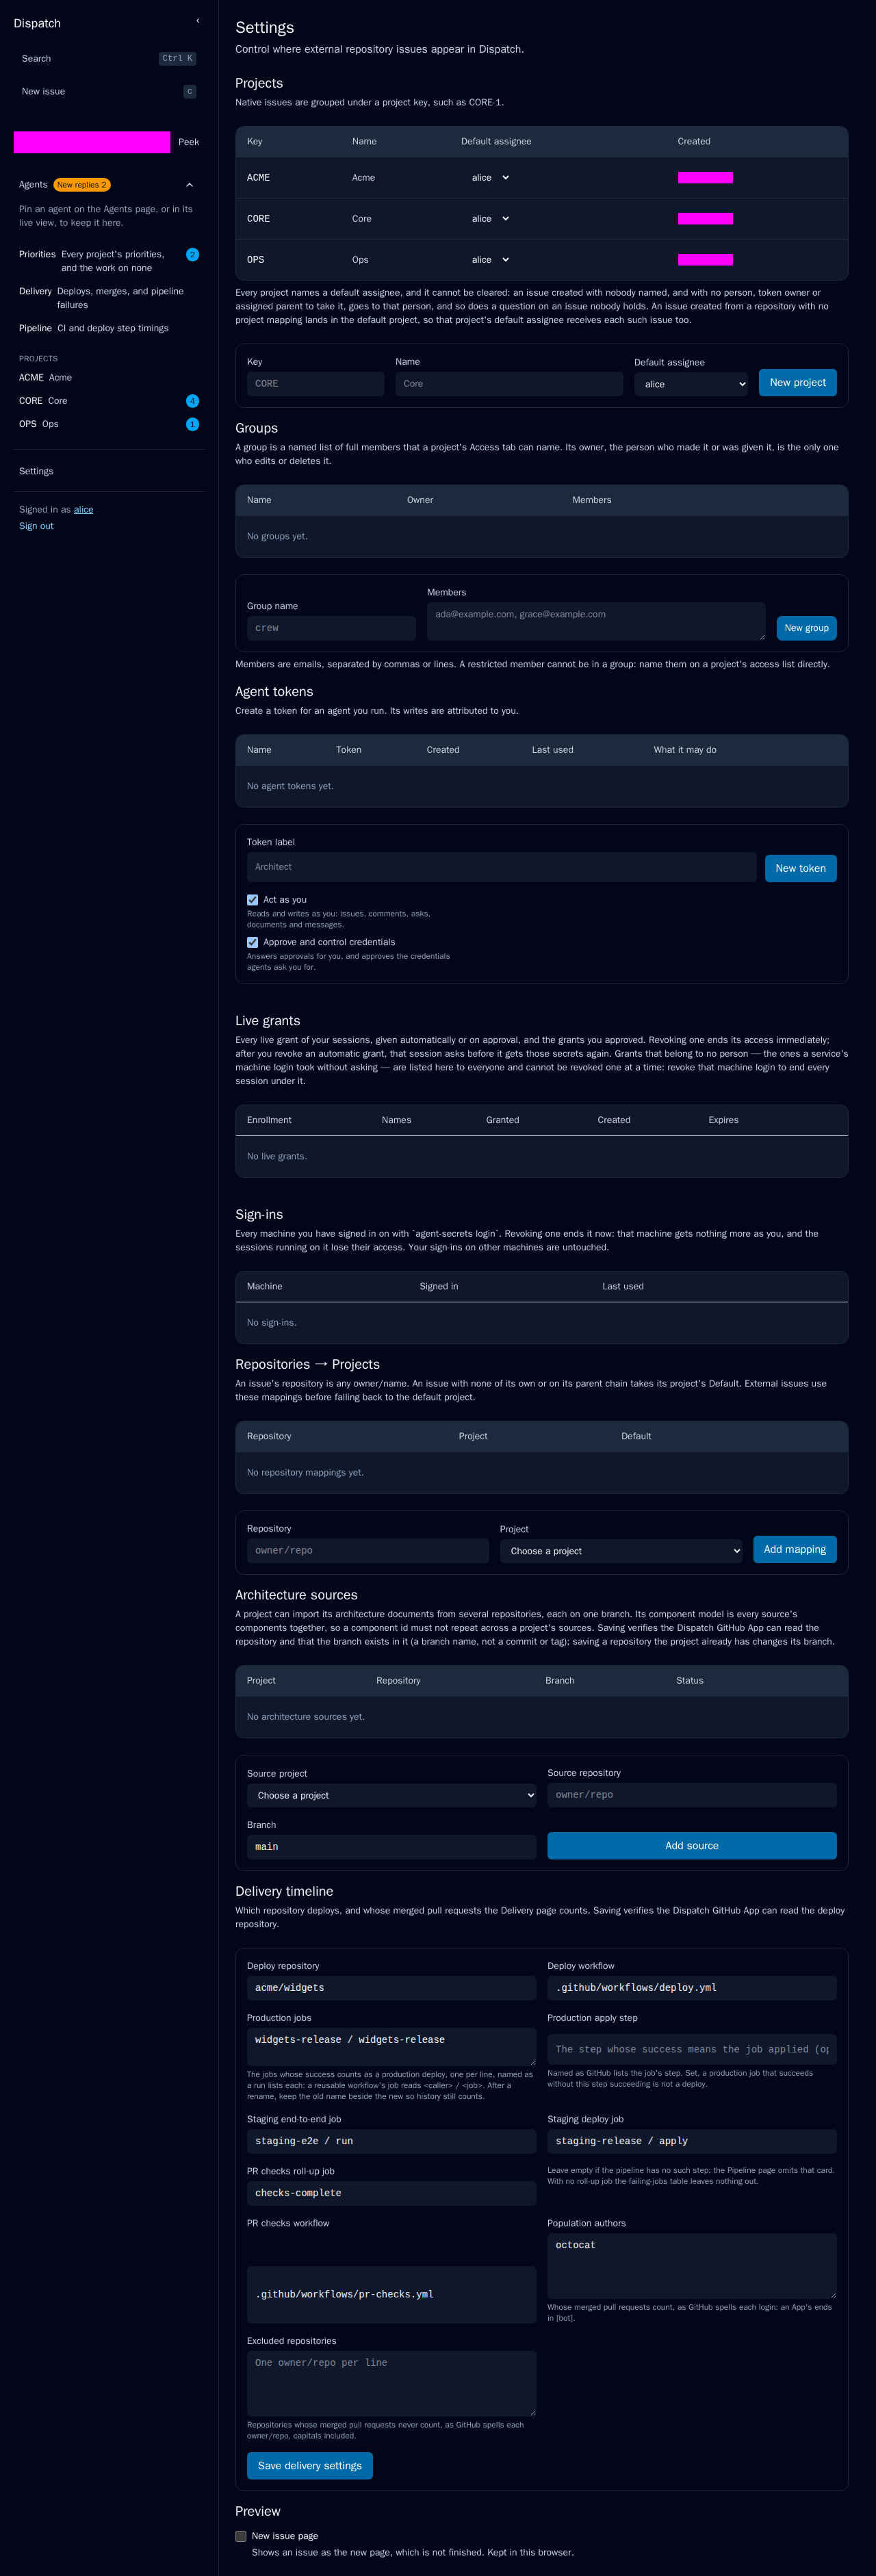 Dispatch
‹
Search
Ctrl K
New issue
c
Peek
Agents
New replies 2
Pin an agent on the Agents page, or in its
live view, to keep it here.
Priorities Every project's priorities,
and the work on none
2
Delivery Deploys, merges, and pipeline
failures
Pipeline CI and deploy step timings
PROJECTS
ACME Acme
CORE Core
4
OPS Ops
1
Settings
Signed in as alice
Sign out
Settings
Control where external repository issues appear in Dispatch.
Projects
Native issues are grouped under a project key, such as CORE-1.
Key Name Default assignee Created
ACME Acme alice
CORE Core alice
OPS Ops alice
Every project names a default assignee, and it cannot be cleared: an issue created with nobody named, and with no person, token owner or
assigned parent to take it, goes to that person, and so does a question on an issue nobody holds. An issue created from a repository with no
project mapping lands in the default project, so that project's default assignee receives each such issue too.
Key Name Default assignee
CORE Core alice New project
Groups
A group is a named list of full members that a project's Access tab can name. Its owner, the person who made it or was given it, is the only one
who edits or deletes it.
Name Owner Members
No groups yet.
Group name Members
crew ada@example.com, grace@example.com New group
Members are emails, separated by commas or lines. A restricted member cannot be in a group: name them on a project's access list directly.
Agent tokens
Create a token for an agent you run. Its writes are attributed to you.
Name Token Created Last used What it may do
No agent tokens yet.
Token label
Architect New token
Act as you
Reads and writes as you: issues, comments, asks,
documents and messages.
Approve and control credentials
Answers approvals for you, and approves the credentials
agents ask you for.
Live grants
Every live grant of your sessions, given automatically or on approval, and the grants you approved. Revoking one ends its access immediately;
after you revoke an automatic grant, that session asks before it gets those secrets again. Grants that belong to no person — the ones a service's
machine login took without asking — are listed here to everyone and cannot be revoked one at a time: revoke that machine login to end every
session under it.
Enrollment Names Granted Created Expires
No live grants.
Sign-ins
Every machine you have signed in on with `agent-secrets login`. Revoking one ends it now: that machine gets nothing more as you, and the
sessions running on it lose their access. Your sign-ins on other machines are untouched.
Machine Signed in Last used
No sign-ins.
Repositories → Projects
An issue's repository is any owner/name. An issue with none of its own or on its parent chain takes its project's Default. External issues use
these mappings before falling back to the default project.
Repository Project Default
No repository mappings yet.
Repository Project
owner/repo Choose a project Add mapping
Architecture sources
A project can import its architecture documents from several repositories, each on one branch. Its component model is every source's
components together, so a component id must not repeat across a project's sources. Saving verifies the Dispatch GitHub App can read the
repository and that the branch exists in it (a branch name, not a commit or tag); saving a repository the project already has changes its branch.
Project Repository Branch Status
No architecture sources yet.
Source project Source repository
Choose a project owner/repo
Branch
main Add source
Delivery timeline
Which repository deploys, and whose merged pull requests the Delivery page counts. Saving verifies the Dispatch GitHub App can read the deploy
repository.
Deploy repository Deploy workflow
acme/widgets .github/workflows/deploy.yml
Production jobs Production apply step
widgets-release / widgets-release
The step whose success means the job applied (op
The jobs whose success counts as a production deploy, one per line, named as
a run lists each: a reusable workflow's job reads <caller> / <job>. After a
rename, keep the old name beside the new so history still counts.
Named as GitHub lists the job's step. Set, a production job that succeeds
without this step succeeding is not a deploy.
Staging end-to-end job Staging deploy job
staging-e2e / run staging-release / apply
PR checks roll-up job
checks-complete
Leave empty if the pipeline has no such step; the Pipeline page omits that card.
With no roll-up job the failing-jobs table leaves nothing out.
PR checks workflow Population authors
.github/workflows/pr-checks.yml
octocat
Whose merged pull requests count, as GitHub spells each login: an App's ends
in [bot].
Excluded repositories
One owner/repo per line
Repositories whose merged pull requests never count, as GitHub spells each
owner/repo, capitals included.
Save delivery settings
Preview
New issue page
Shows an issue as the new page, which is not finished. Kept in this browser.